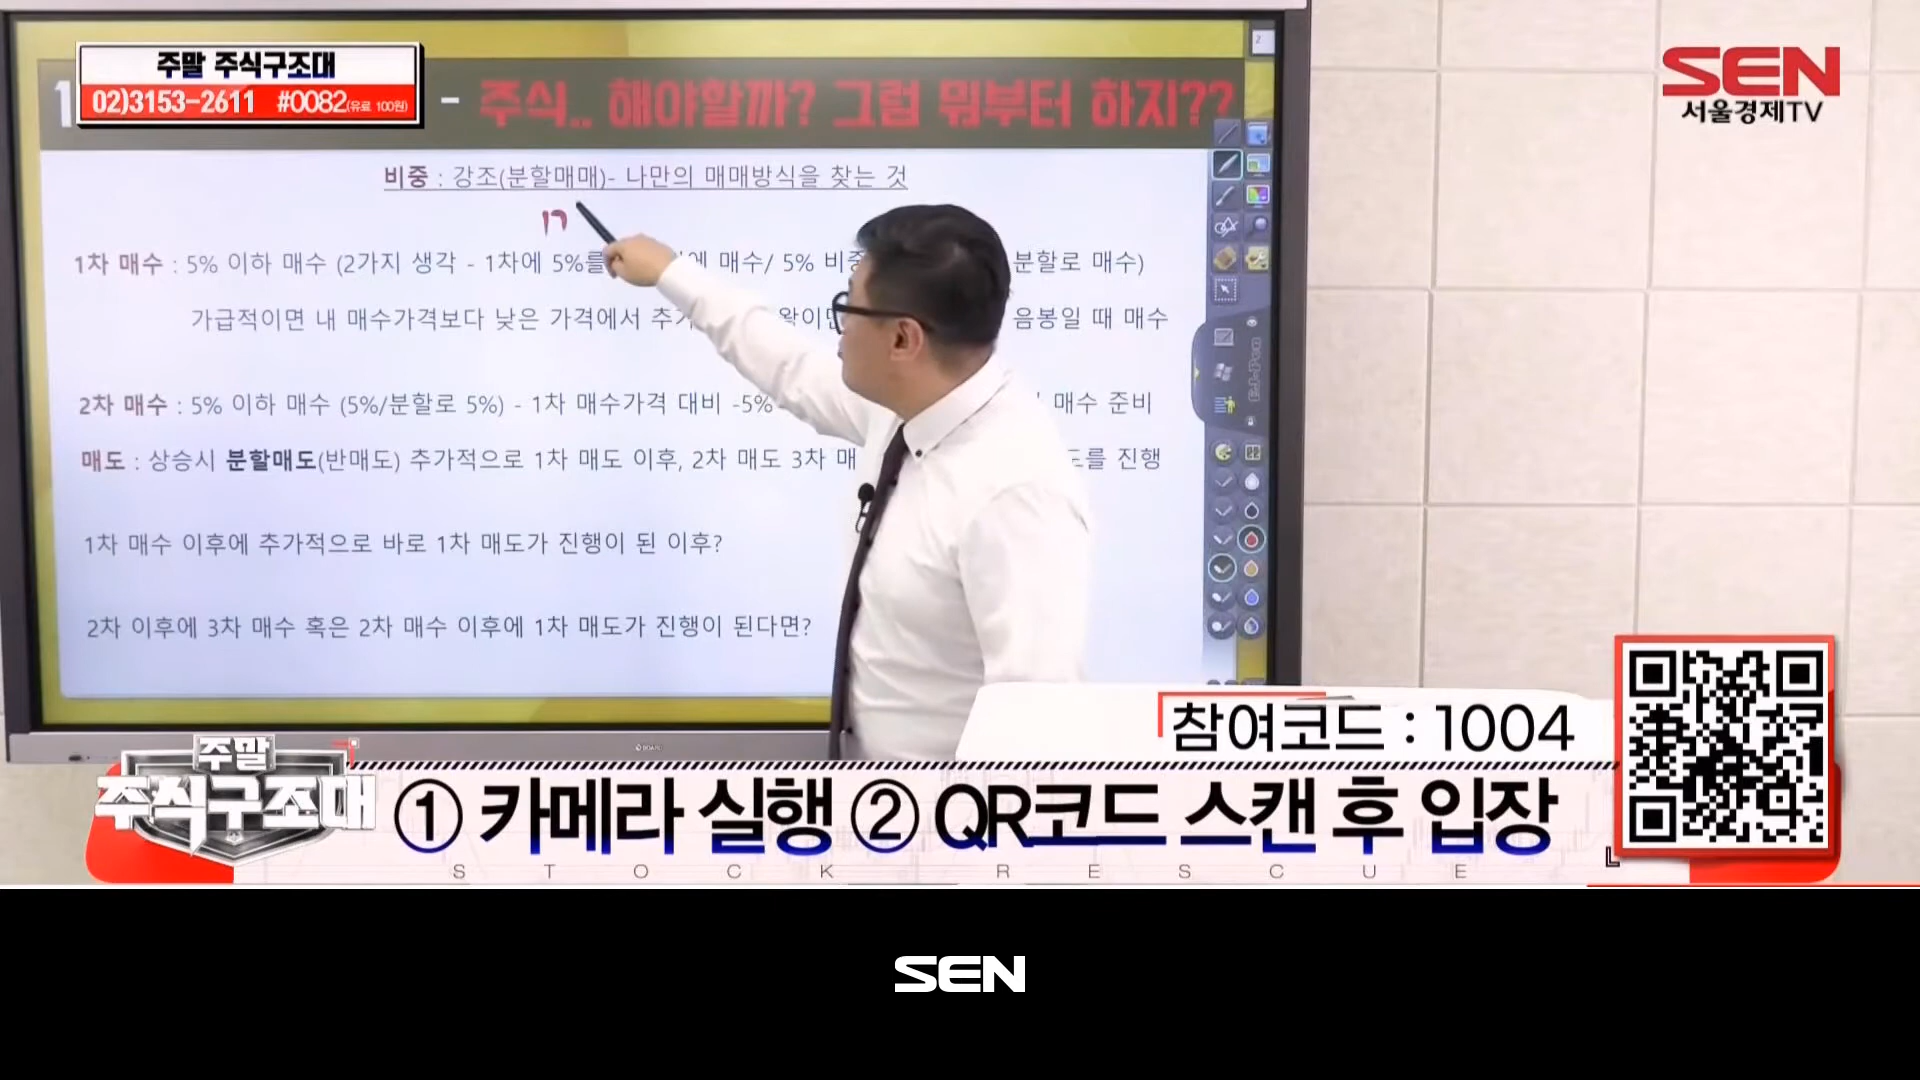 주말 주식구조대
02)3153-2611 #0082(유료 100원)
SEN
서울경제TV
1 - 주식.. 해야할까? 그럼 뭐부터 하지??
비중 : 강조(분할매매)- 나만의 매매방식을 찾는 것
1차 매수 : 5% 이하 매수 (2가지 생각 - 1차에 5%를 매수/ 5% 비중 분할로 매수)
가급적이면 내 매수가격보다 낮은 가격에서 음봉일 때 매수
2차 매수 : 5% 이하 매수 (5%/분할로 5%) - 1차 매수가격 대비 -5% 매수 준비
매도 : 상승시 분할매도(반매도) 추가적으로 1차 매도 이후, 2차 매도 3차 매 를 진행
1차 매수 이후에 추가적으로 바로 1차 매도가 진행이 된 이후?
2차 이후에 3차 매수 혹은 2차 매수 이후에 1차 매도가 진행이 된다면?
참여코드 : 1004
주말
주식구조대
① 카메라 실행 ② QR코드 스캔 후 입장
STOCK RESCUE
SEN